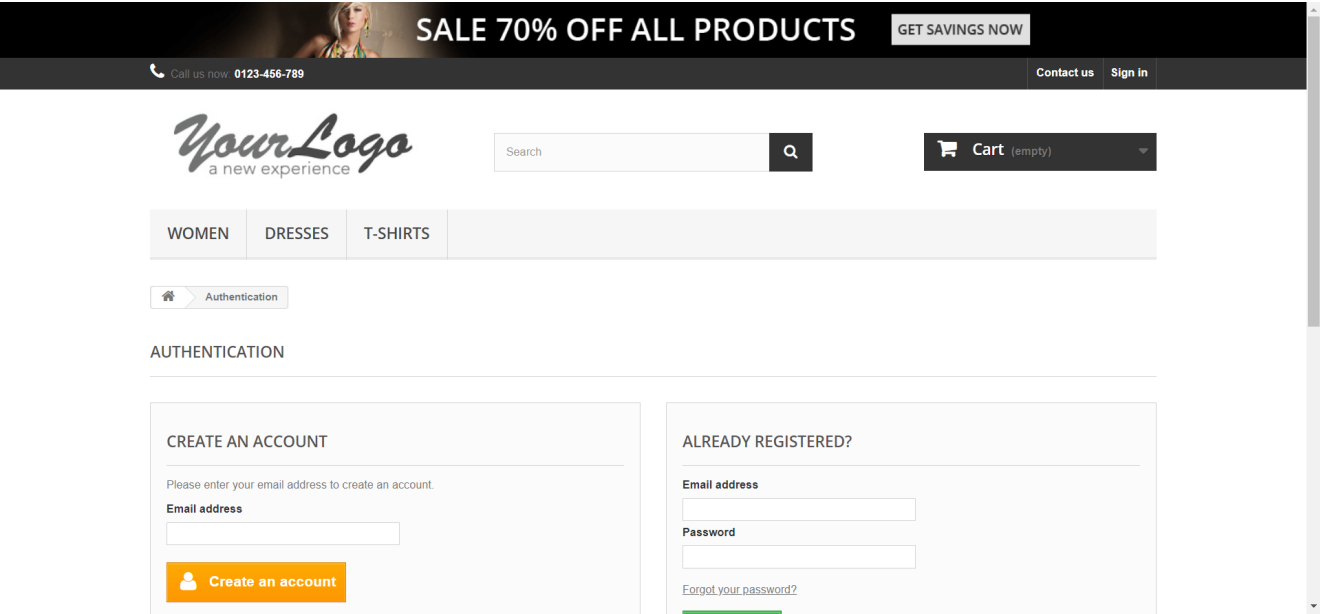 SALE 70% OFF ALL PRODUCTS GET SAVINGS NOW
Call us now: 0123-456-789 Contact us Sign in
Your Logo
a new experience
Search
Cart (empty)
WOMEN DRESSES T-SHIRTS
Authentication
AUTHENTICATION
CREATE AN ACCOUNT
Please enter your email address to create an account.
Email address
Create an account
ALREADY REGISTERED?
Email address
Password
Forgot your password?